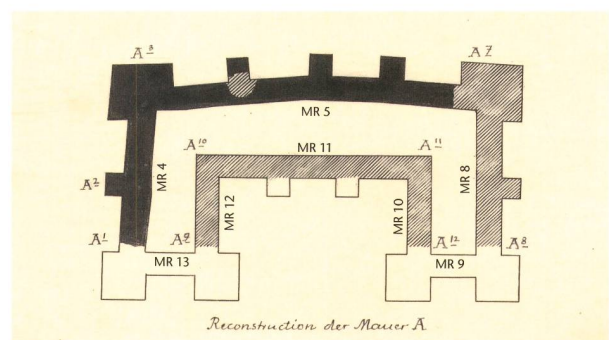 A³
A7
MR 5
A10
MR 11
A11
A2
MR 4
MR 8
MR 12
MR 10
A1
A9
A12
A8
MR 13
MR 9
Reconstruction der Mauer A